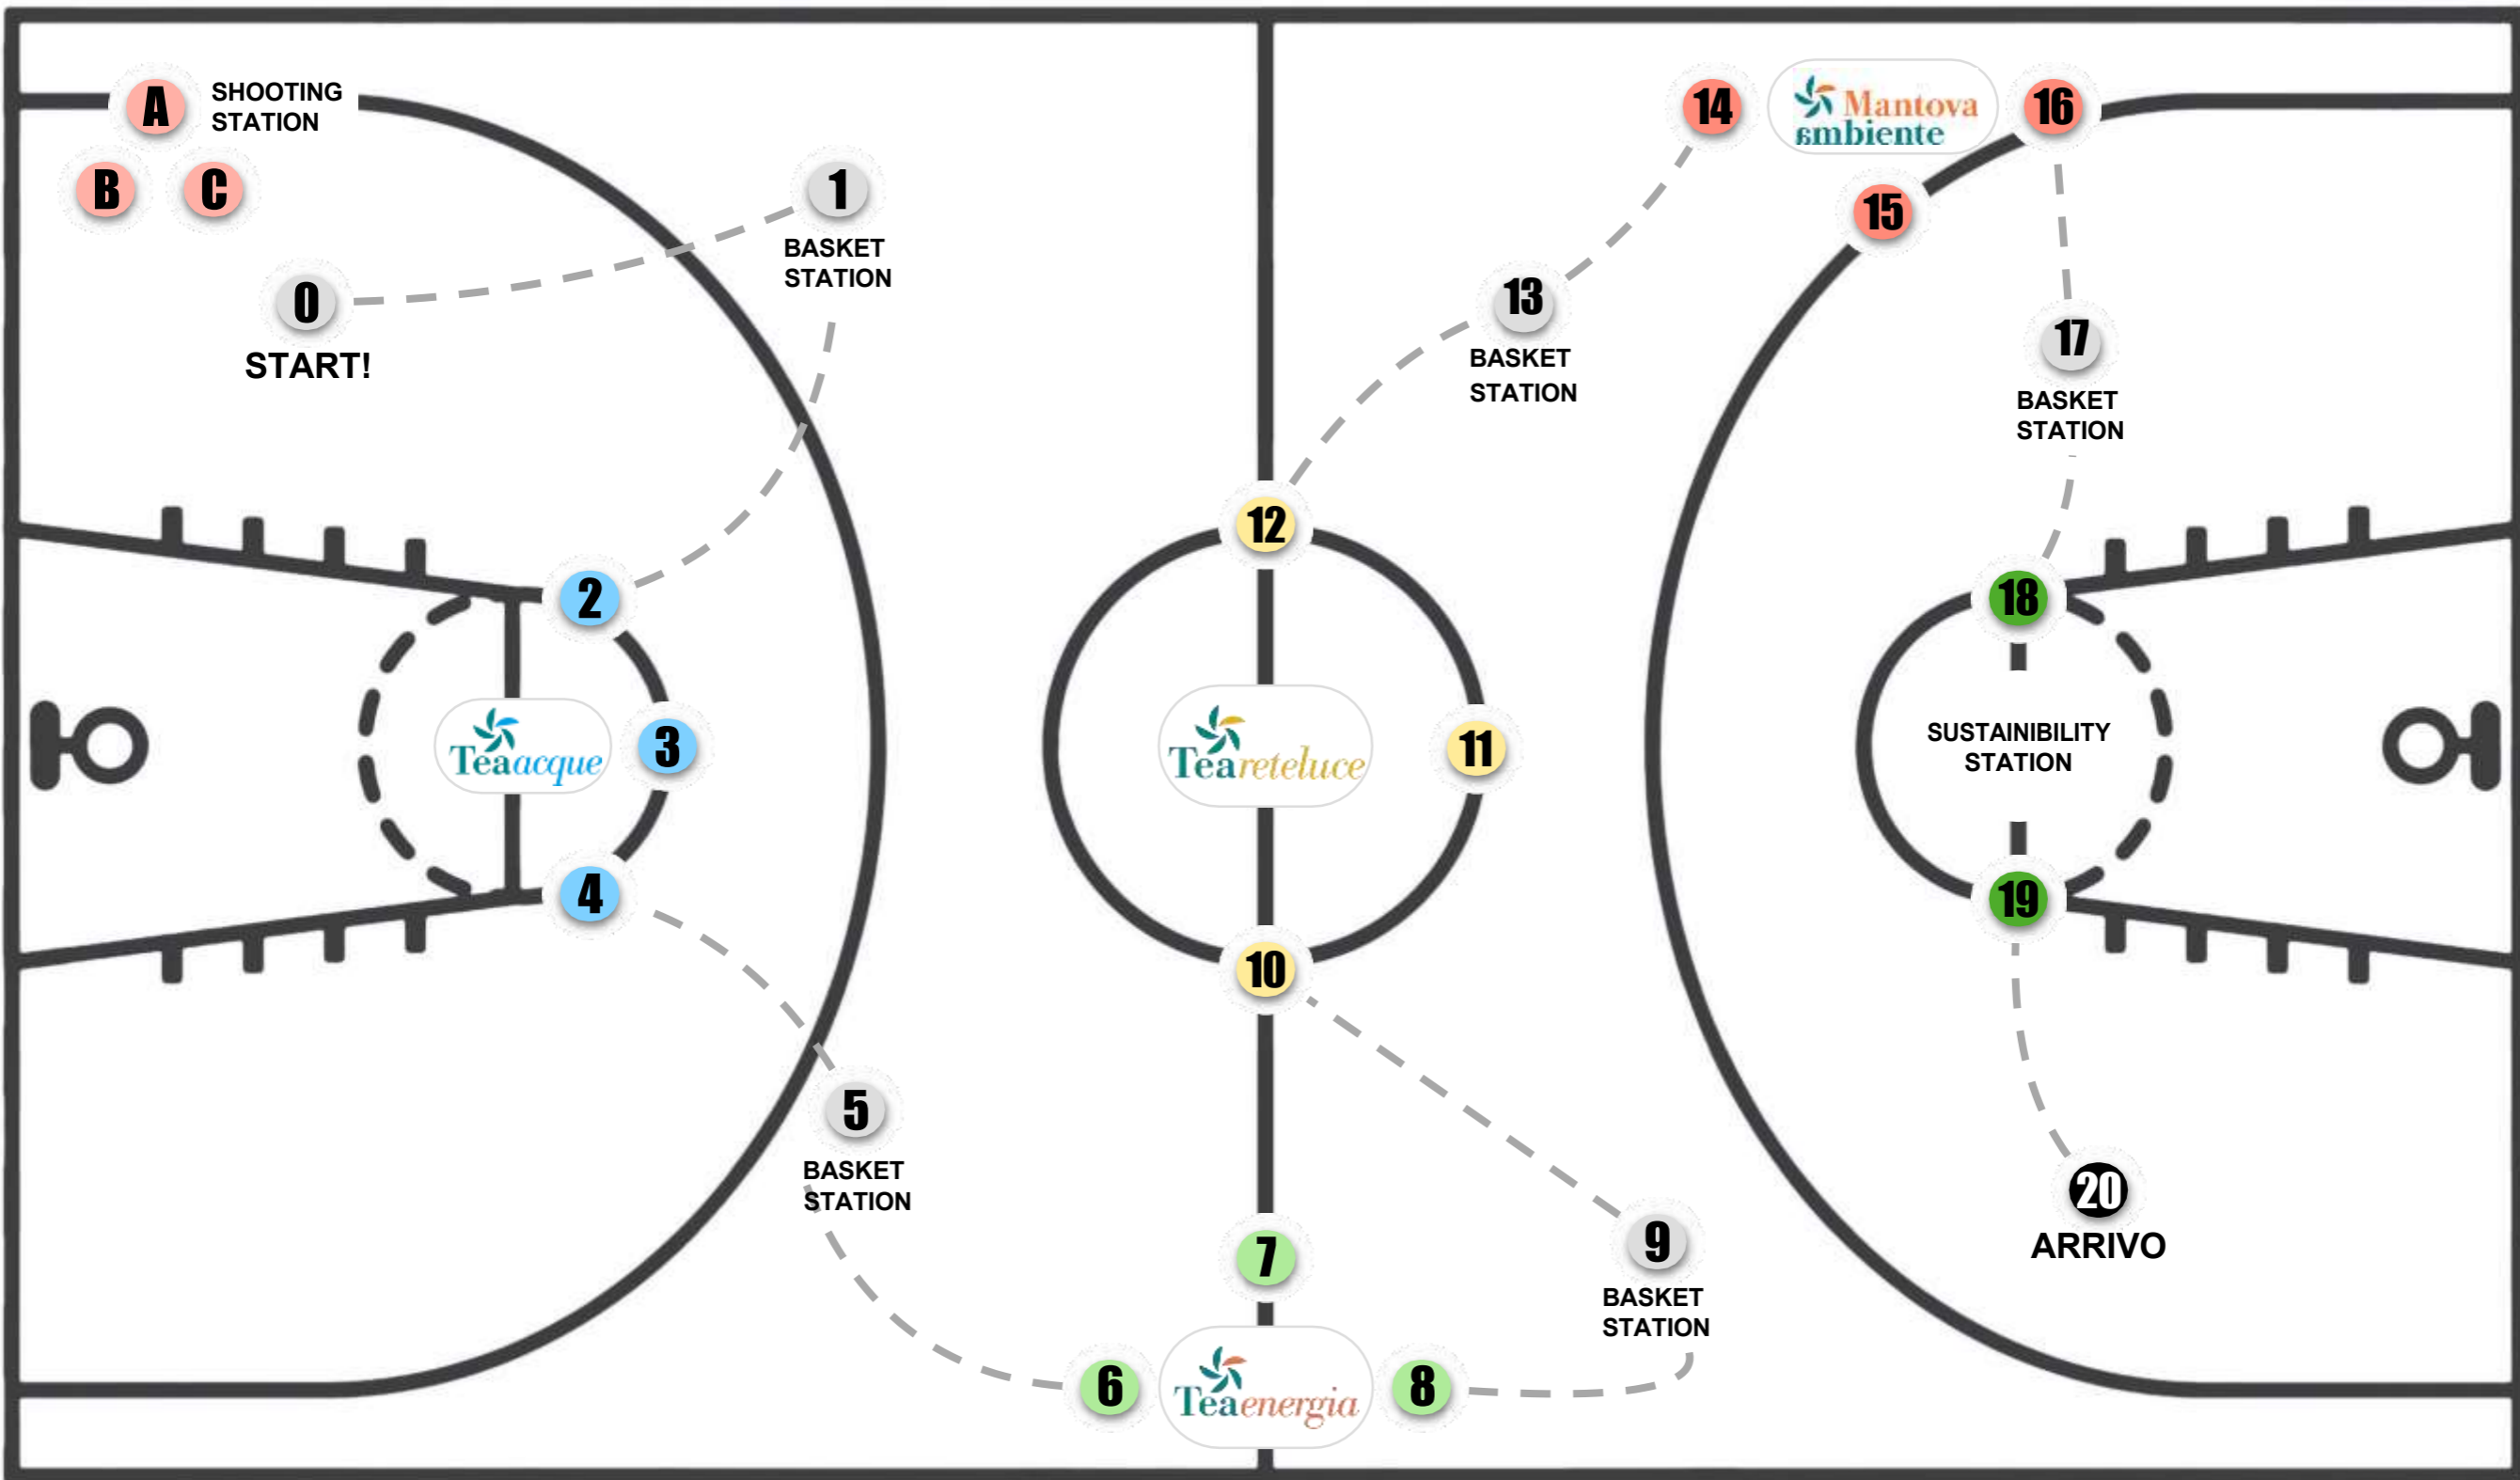 A
SHOOTING
STATION
B
C
0
START!
1
BASKET
STATION
2
3
4
Teaacque
5
BASKET
STATION
6
7
8
Teaenergia
9
BASKET
STATION
10
11
12
Teareteluce
13
BASKET
STATION
14
Mantova
ambiente
15
16
17
BASKET
STATION
18
SUSTAINIBILITY
STATION
19
20
ARRIVO